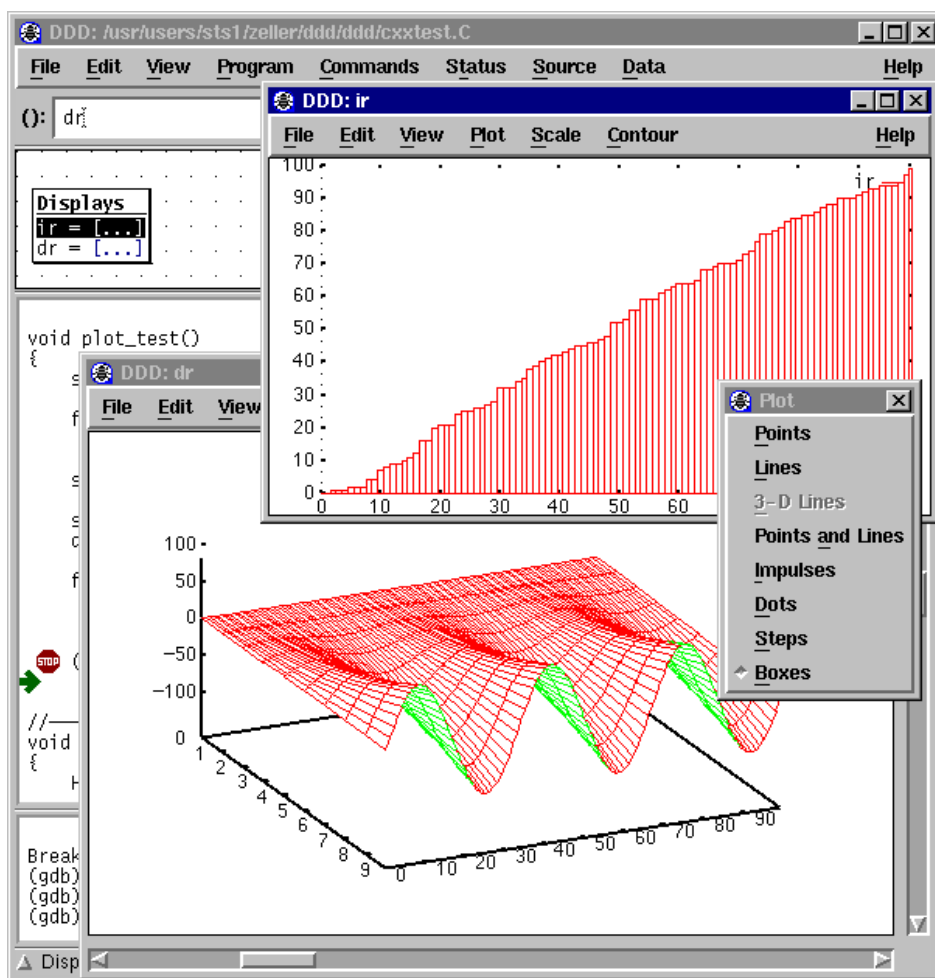 DDD: /usr/users/sts1/zeller/ddd/ddd/cxxtest.C
File Edit View Program Commands Status Source Data Help
(): dr
Displays
ir = [...]
dr = [...]
void plot_test()
{
s
f
s
s
f
STOP (
//
void
{
Break
(gdb)
(gdb)
(gdb)
Disp
DDD: ir
File Edit View Plot Scale Contour Help
ir
100
90
80
70
60
50
40
30
20
10
0
0 10 20 30 40 50 60
DDD: dr
File Edit View
100
50
0
-50
-100
0
1 2 3 4 5 6 7 8 9
0 10 20 30 40 50 60 70 80 90
Plot
Points
Lines
3-D Lines
Points and Lines
Impulses
Dots
Steps
Boxes